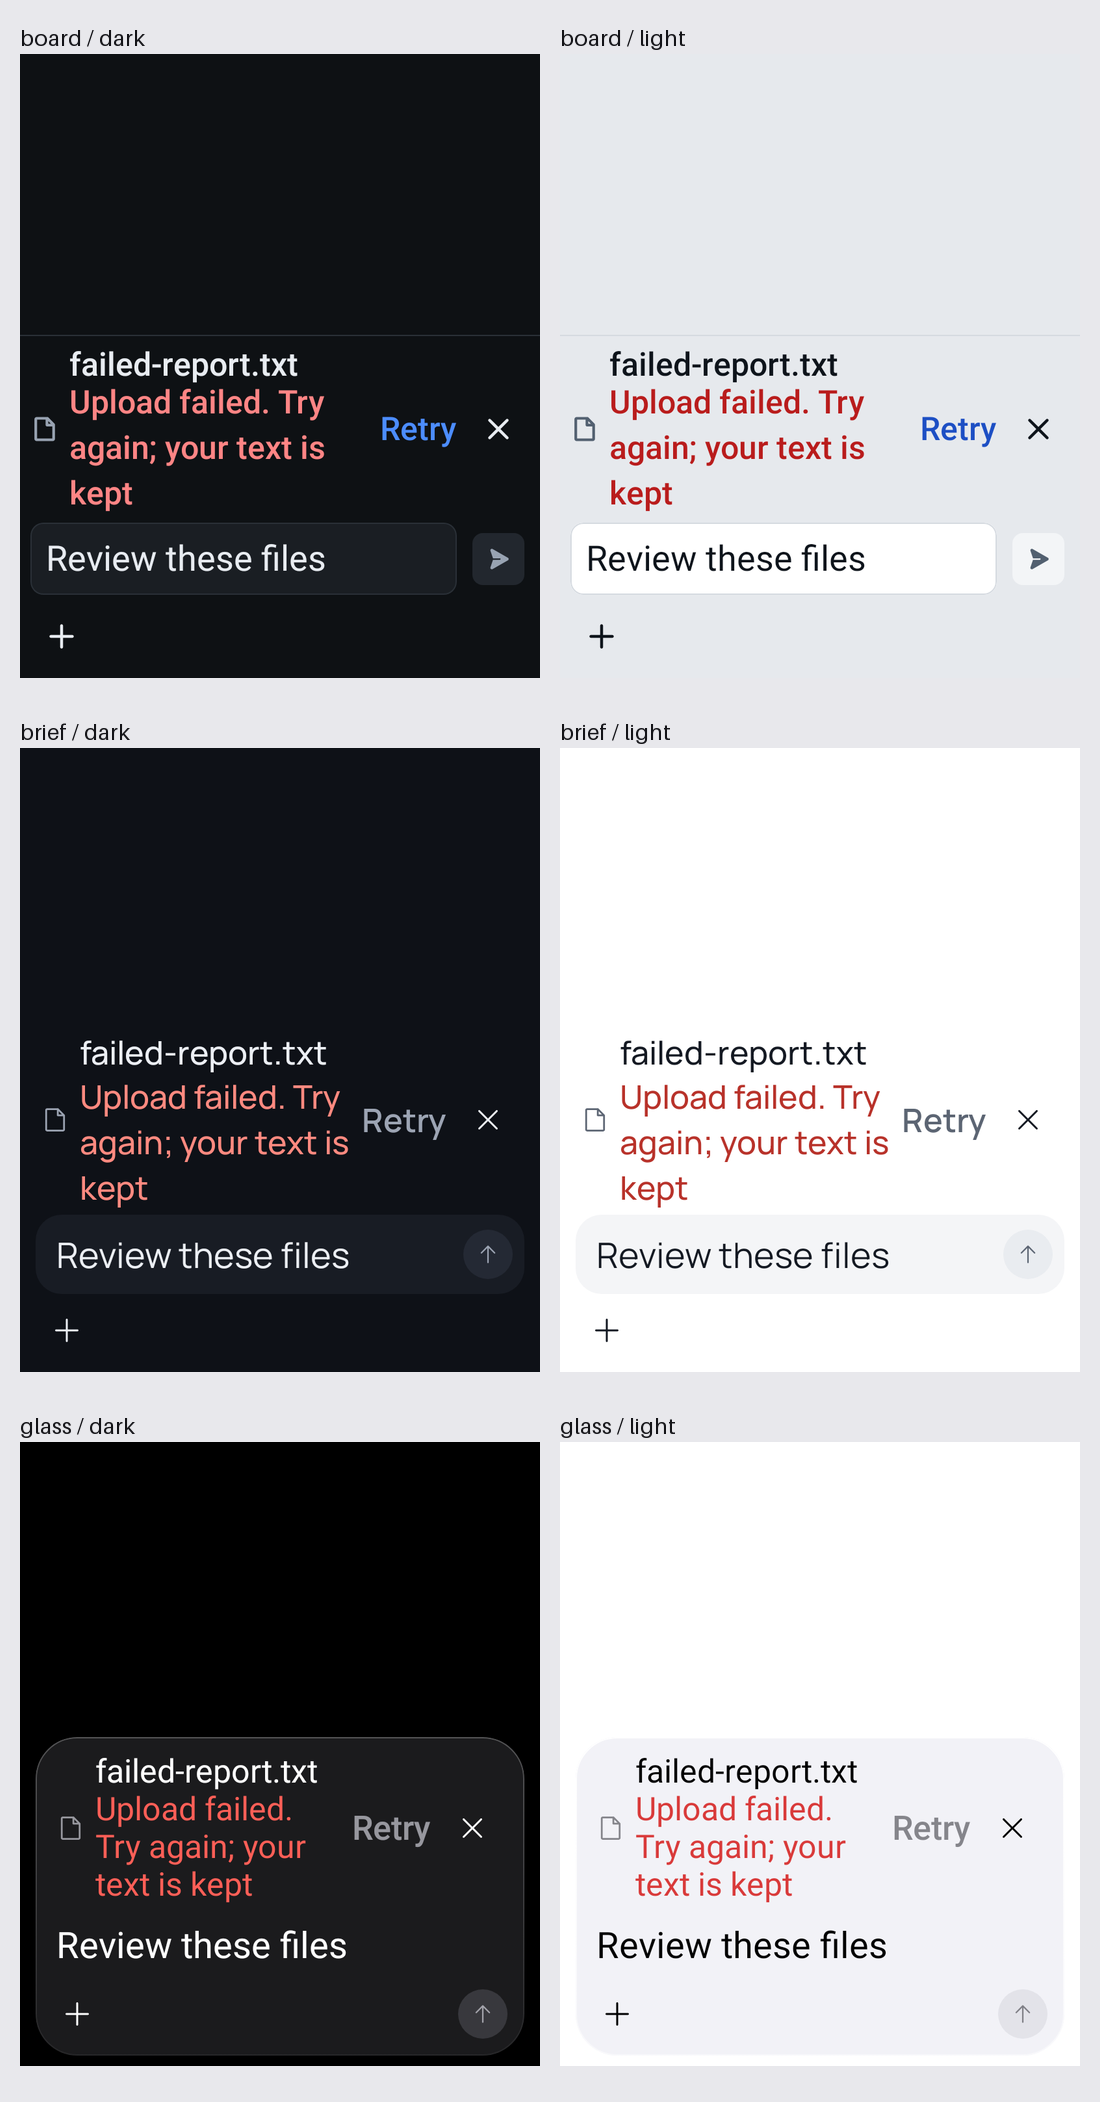 board / dark
failed-report.txt
Upload failed. Try
again; your text is
kept
Retry
Review these files
board / light
failed-report.txt
Upload failed. Try
again; your text is
kept
Retry
Review these files
brief / dark
failed-report.txt
Upload failed. Try
again; your text is
kept
Retry
Review these files
brief / light
failed-report.txt
Upload failed. Try
again; your text is
kept
Retry
Review these files
glass / dark
failed-report.txt
Upload failed.
Try again; your
text is kept
Retry
Review these files
glass / light
failed-report.txt
Upload failed.
Try again; your
text is kept
Retry
Review these files